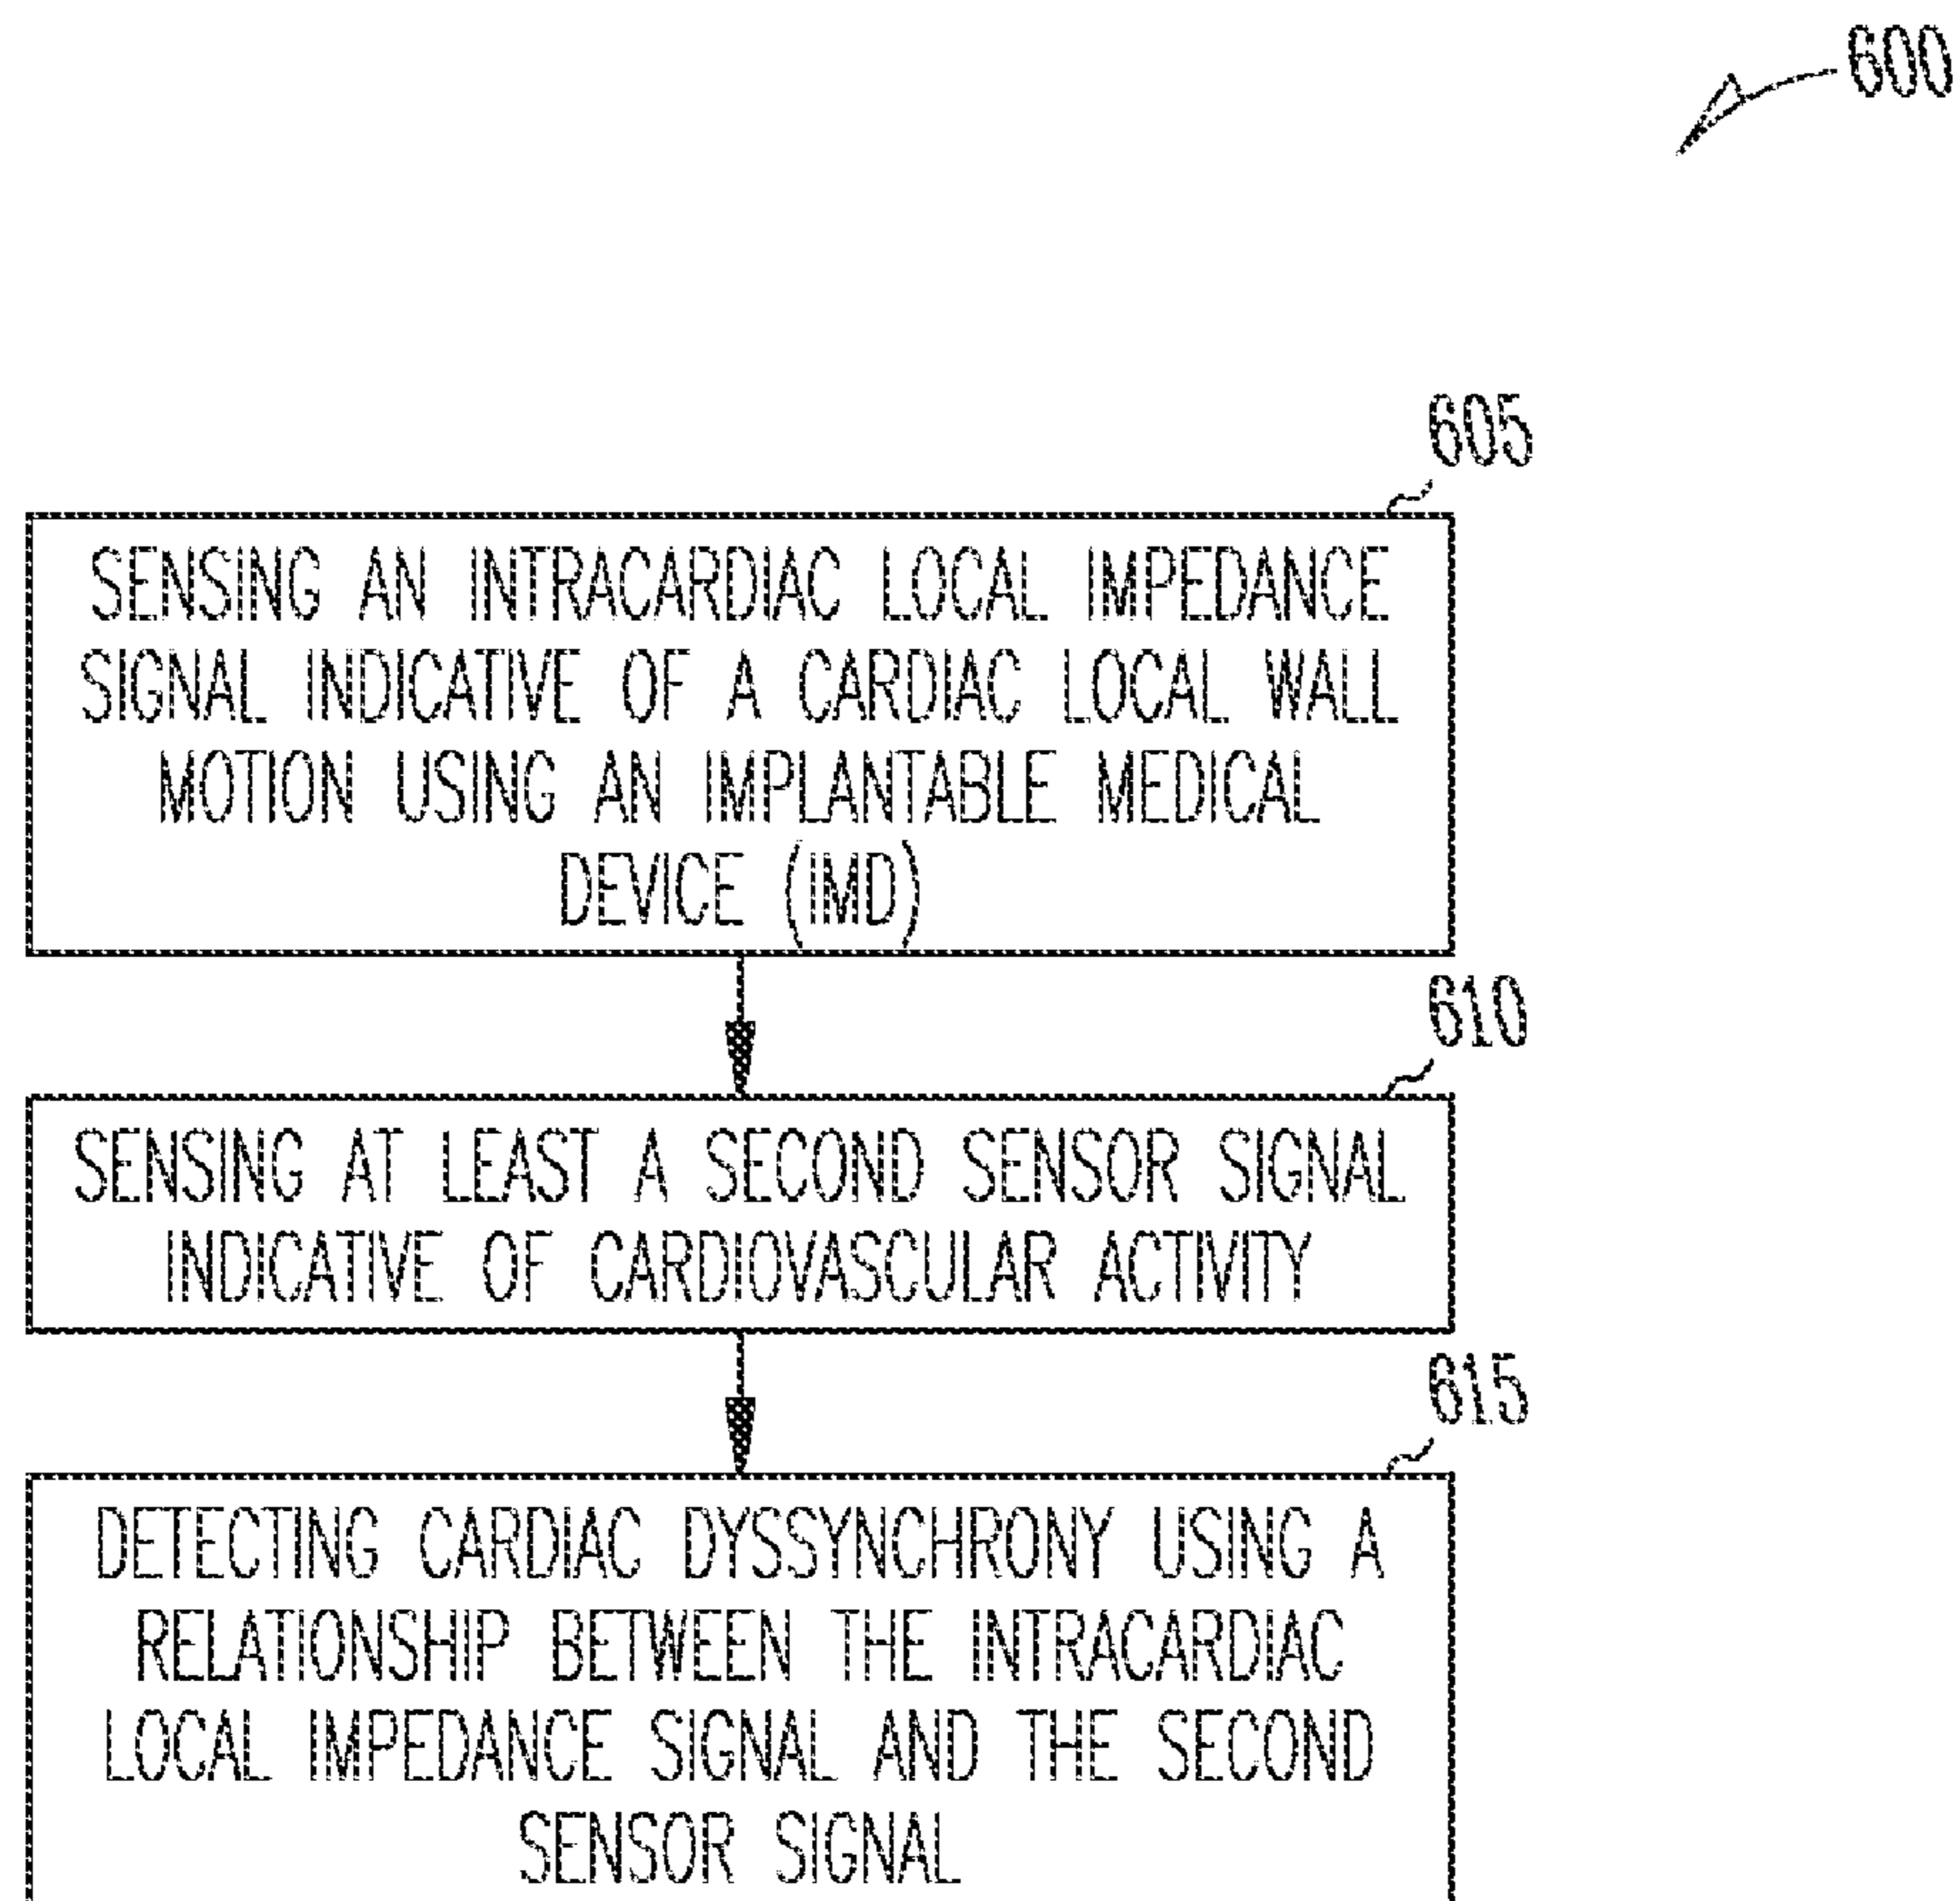 600
605
SENSING AN INTRACARDIAC LOCAL IMPEDANCE
SIGNAL INDICATIVE OF A CARDIAC LOCAL WALL
MOTION USING AN IMPLANTABLE MEDICAL
DEVICE (IMD)
610
SENSING AT LEAST A SECOND SENSOR SIGNAL
INDICATIVE OF CARDIOVASCULAR ACTIVITY
615
DETECTING CARDIAC DYSSYNCHRONY USING A
RELATIONSHIP BETWEEN THE INTRACARDIAC
LOCAL IMPEDANCE SIGNAL AND THE SECOND
SENSOR SIGNAL